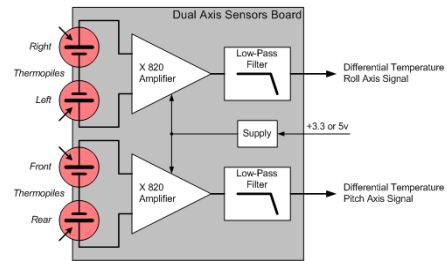 Dual Axis Sensors Board
Right
Thermopiles
Left
X 820
Amplifier
Low-Pass
Filter
Differential Temperature
Roll Axis Signal
Supply
+3.3 or 5v
Front
Thermopiles
Rear
X 820
Amplifier
Low-Pass
Filter
Differential Temperature
Pitch Axis Signal